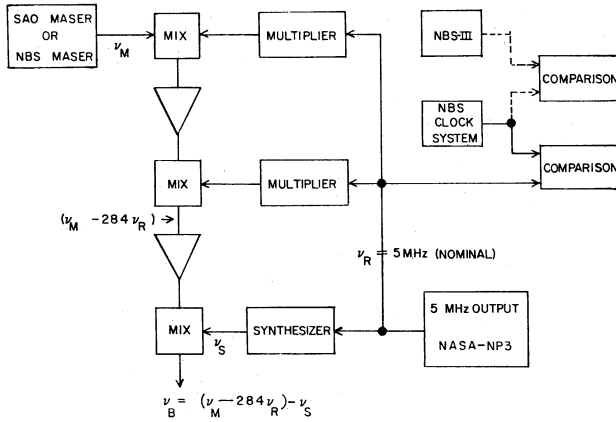 SAO MASER
OR
NBS MASER
ν_M
MIX
MULTIPLIER
NBS-III
COMPARISON
NBS
CLOCK
SYSTEM
COMPARISON
MIX
MULTIPLIER
(ν_M - 284 ν_R) →
ν_R = 5 MHz (NOMINAL)
MIX
ν_S
SYNTHESIZER
5 MHz OUTPUT
NASA-NP3
ν_B = (ν_M - 284 ν_R) - ν_S